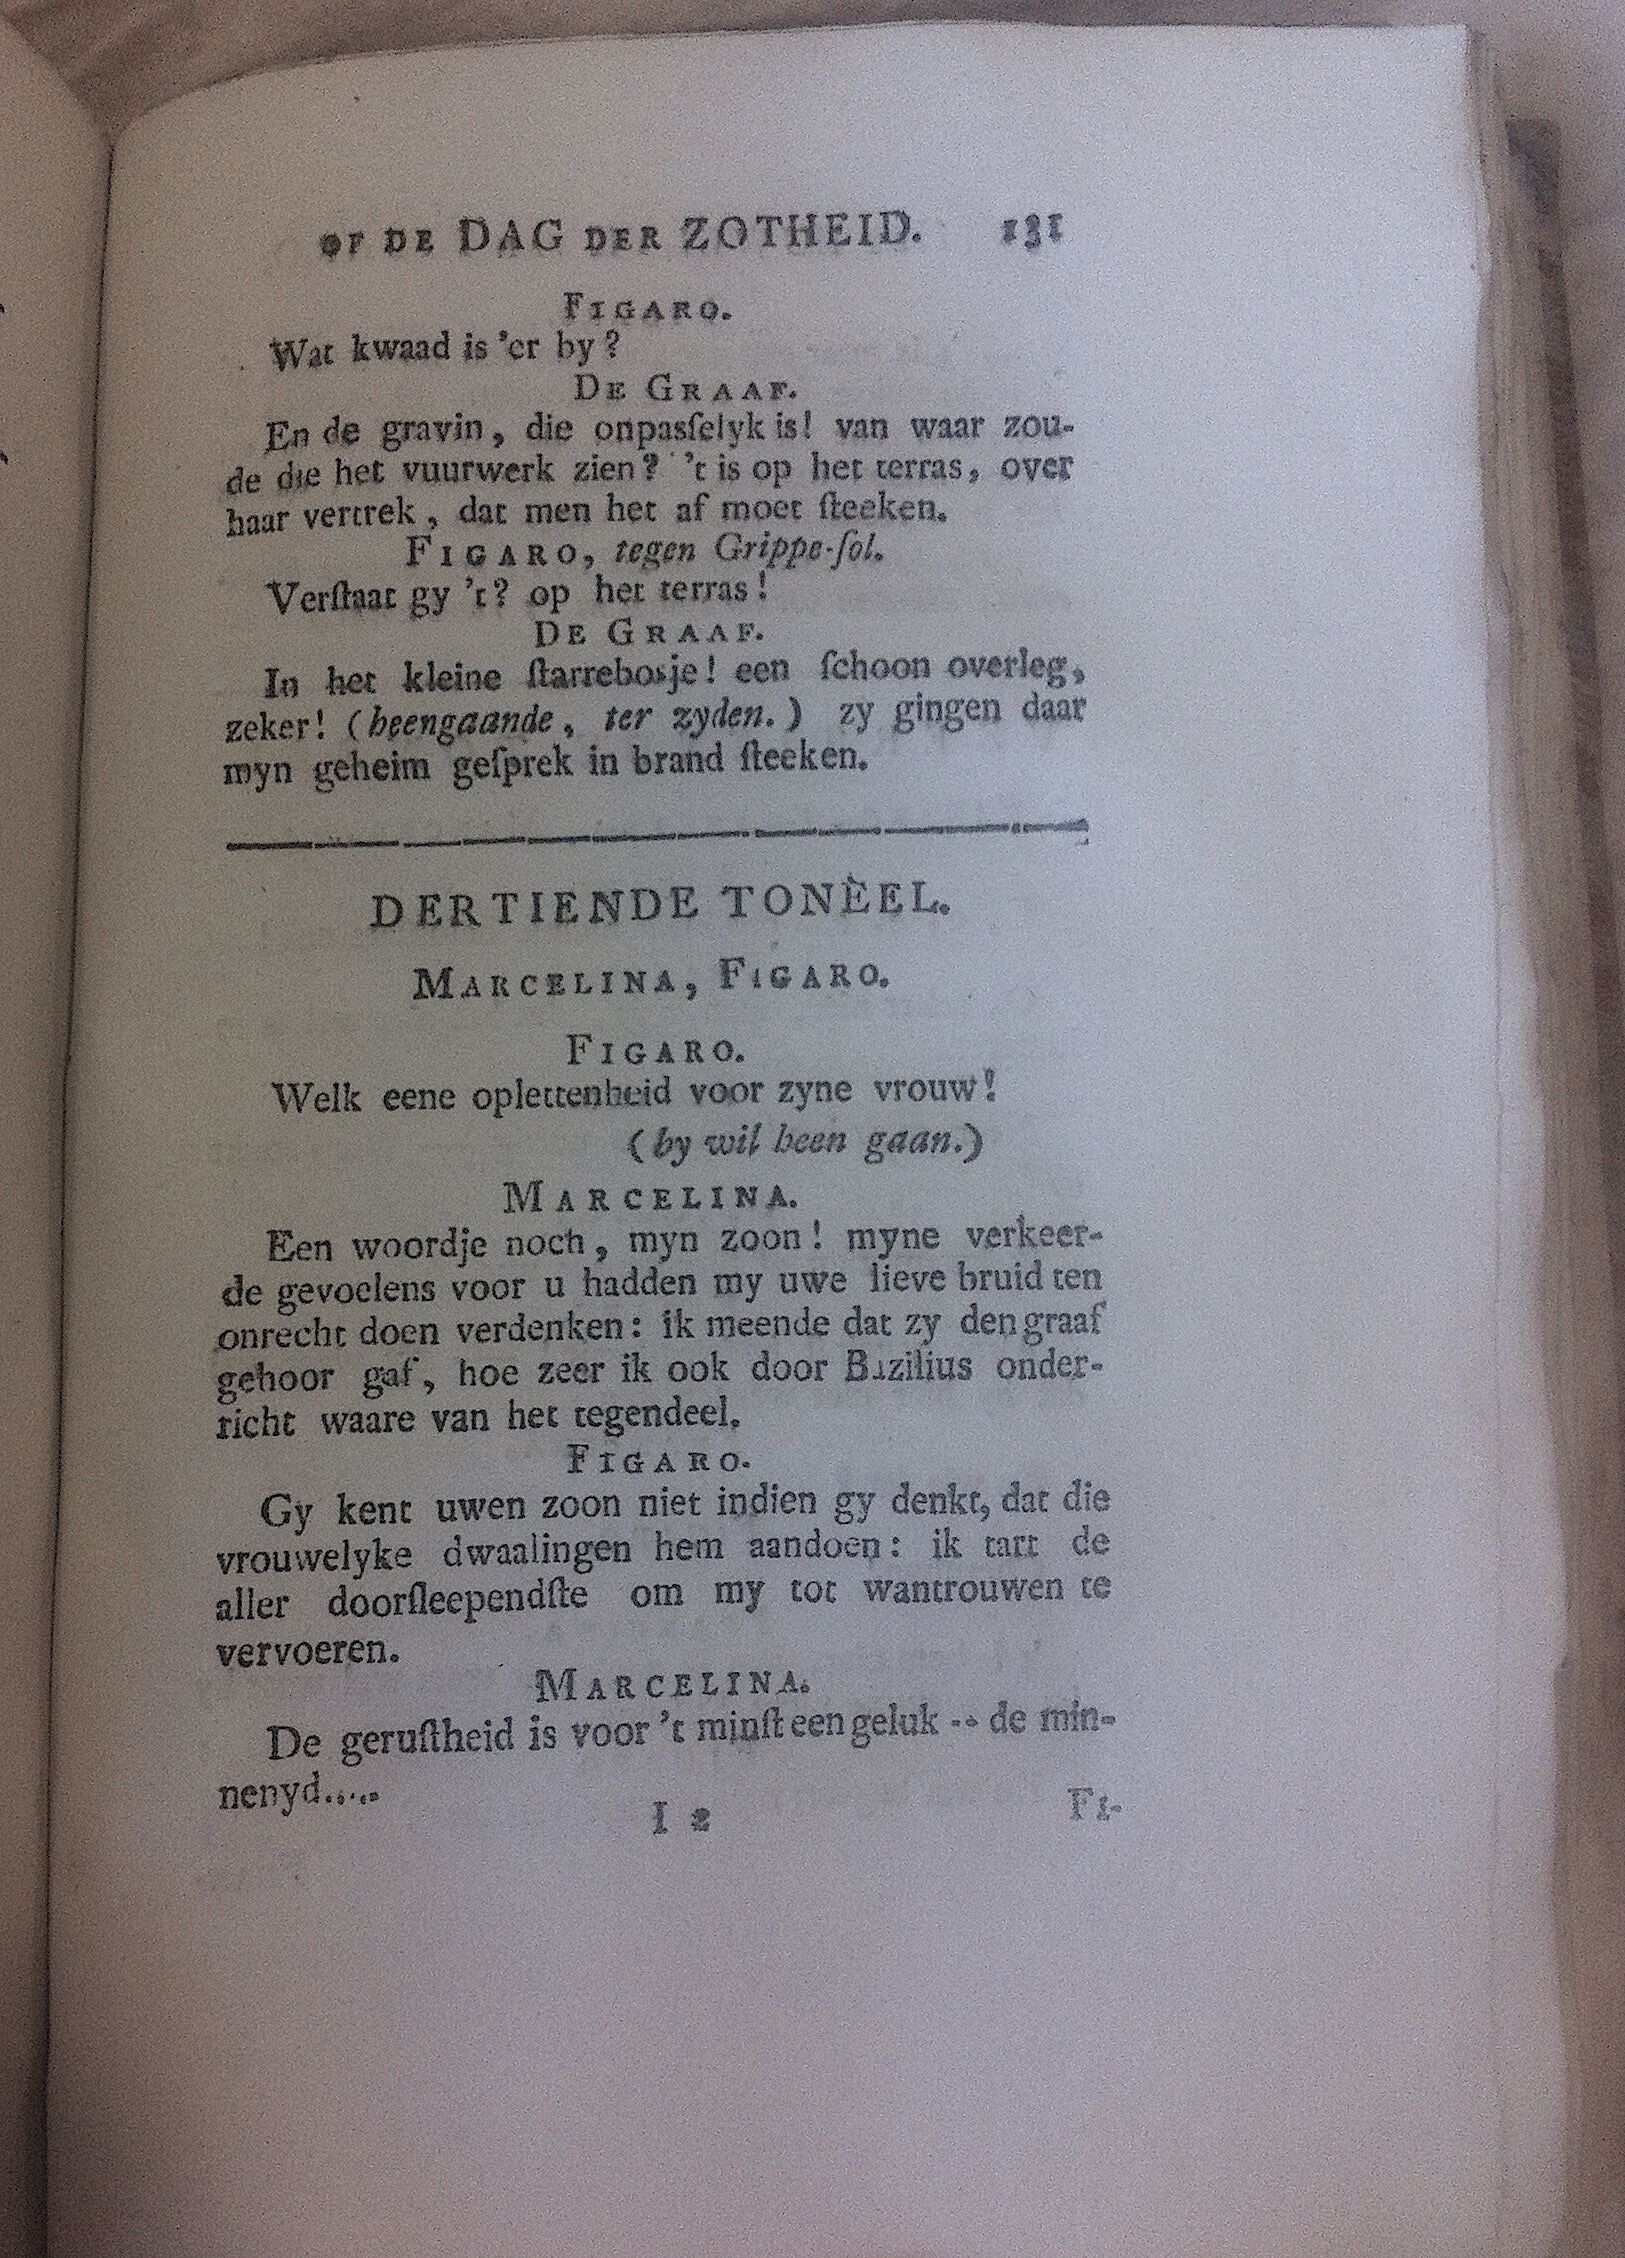 OF DE DAG DER ZOTHEID. 131
FIGARO.
Wat kwaad is 'er by?
DE GRAAF.
En de gravin, die onpasſelyk is! van waar zou-
de die het vuurwerk zien? 't is op het terras, over
haar vertrek, dat men het af moet ſteeken.
FIGARO, tegen Grippe-ſol.
Verſtaat gy 't? op het terras!
DE GRAAF.
In het kleine ſtarrebosje! een ſchoon overleg,
zeker! (heengaande, ter zyden.) zy gingen daar
myn geheim geſprek in brand ſteeken.
DERTIENDE TONEEL.
MARCELINA, FIGARO.
FIGARO.
Welk eene oplettenheid voor zyne vrouw!
(hy wil heen gaan.)
MARCELINA.
Een woordje noch, myn zoon! myne verkeer-
de gevoelens voor u hadden my uwe lieve bruid ten
onrecht doen verdenken: ik meende dat zy den graaf
gehoor gaf, hoe zeer ik ook door Bazilius onder-
richt waare van het tegendeel.
FIGARO.
Gy kent uwen zoon niet indien gy denkt, dat die
vrouwelyke dwaalingen hem aandoen: ik tart de
aller doorſleependſte om my tot wantrouwen te
vervoeren.
MARCELINA.
De geruſtheid is voor 't minſt een geluk -- de min-
nenyd.....
I 2 FI-